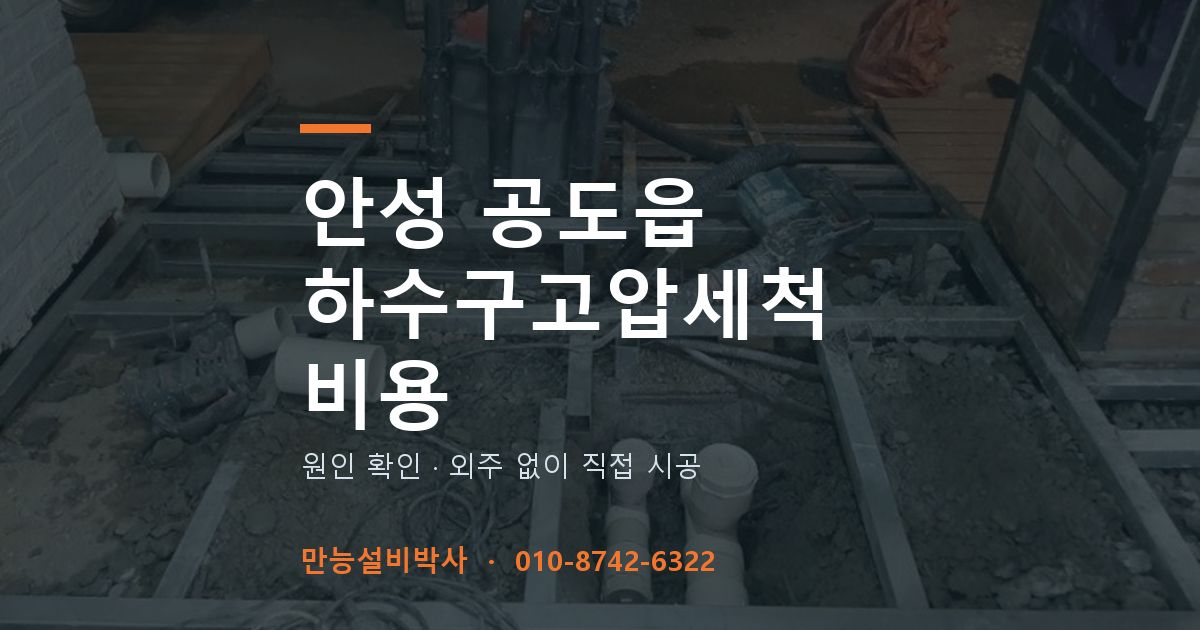 안성 공도읍
하수구고압세척
비용
원인 확인 · 외주 없이 직접 시공
만능설비박사 · 010-8742-6322